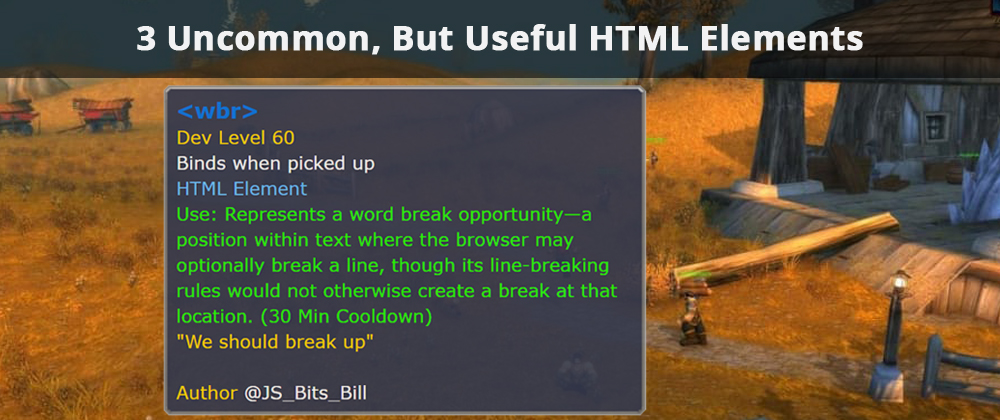 3 Uncommon, But Useful HTML Elements
<wbr>
Dev Level 60
Binds when picked up
HTML Element
Use: Represents a word break opportunity—a
position within text where the browser may
optionally break a line, though its line-breaking
rules would not otherwise create a break at that
location. (30 Min Cooldown)
"We should break up"
Author @JS_Bits_Bill